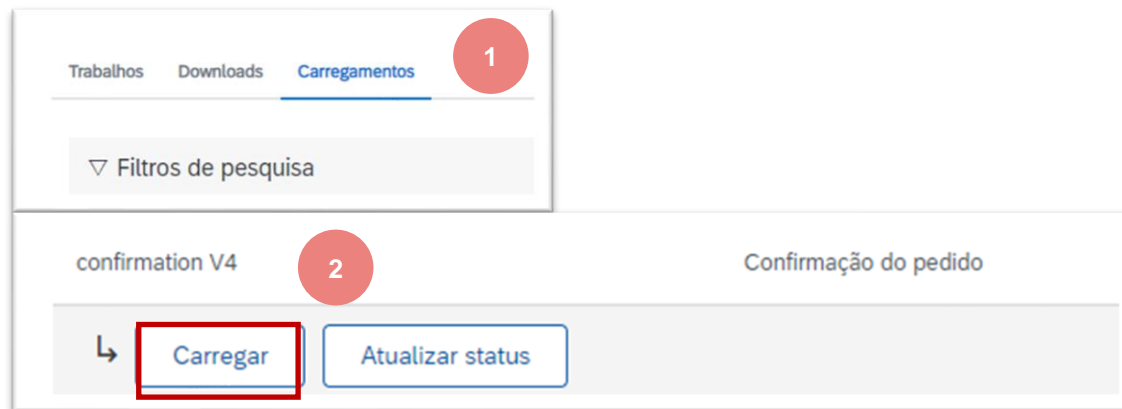 Trabalhos Downloads Carregamentos 1
▽ Filtros de pesquisa
confirmation V4 2 Confirmação do pedido
↳ Carregar Atualizar status